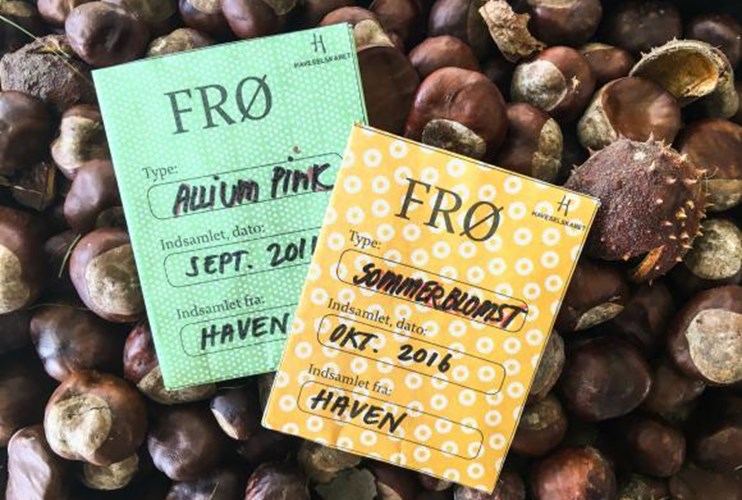 H
HAVESELSKABET
FRØ
Type:
ALLIUM PINK
Indsamlet, dato:
SEPT.
Indsamlet fra:
HAVEN
H
HAVESELSKABET
FRØ
Type:
SOMMERBLOMST
Indsamlet, dato:
OKT. 2016
Indsamlet fra:
HAVEN